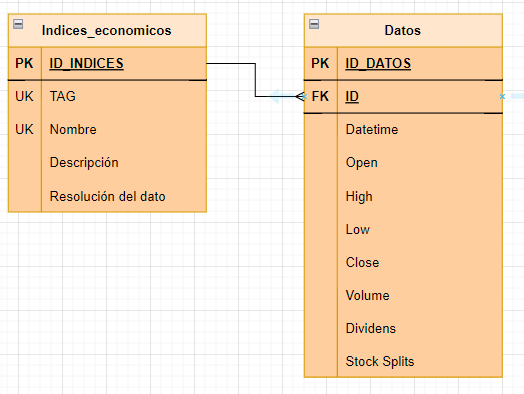 Indices_economicos
PK ID_INDICES
UK TAG
UK Nombre
Descripción
Resolución del dato
Datos
PK ID_DATOS
FK ID
Datetime
Open
High
Low
Close
Volume
Dividens
Stock Splits